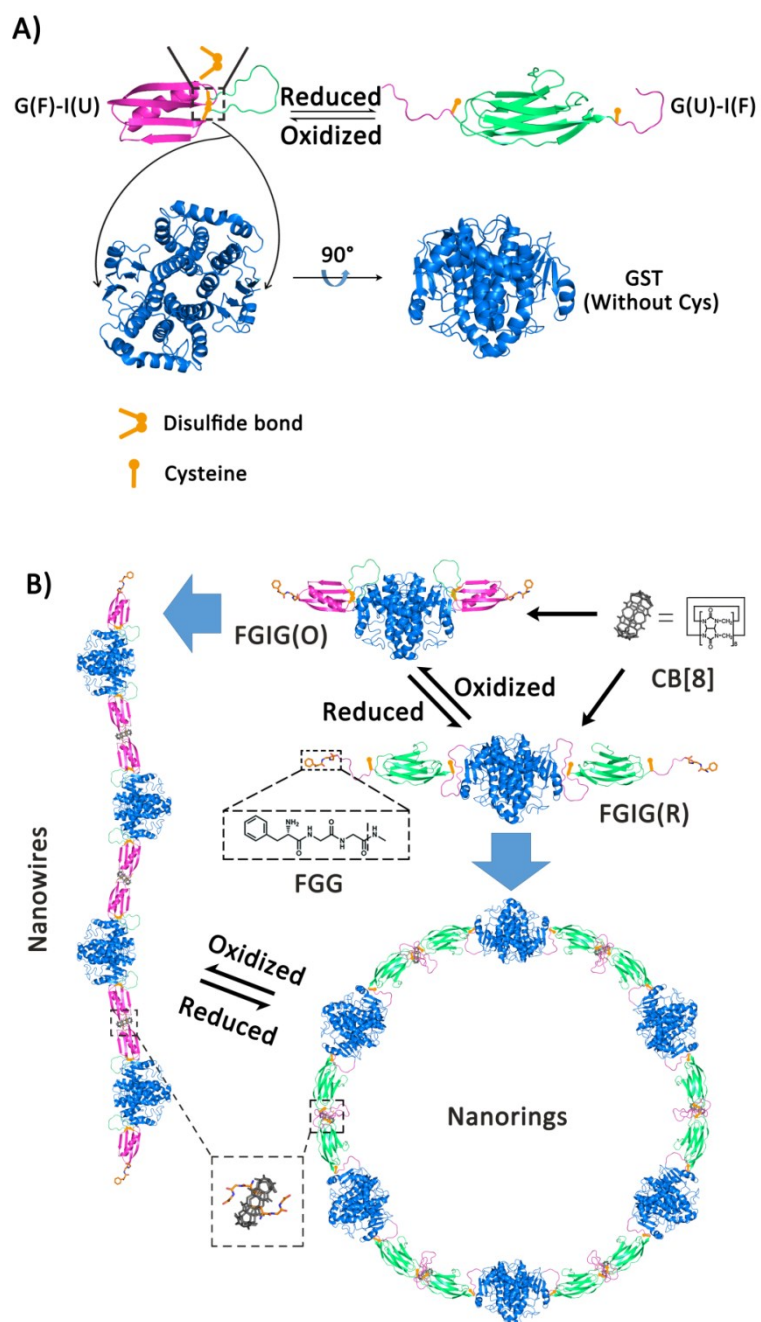 A)
G(F)-I(U)
Reduced
Oxidized
G(U)-I(F)
90°
GST
(Without Cys)
Disulfide bond
Cysteine
B)
Nanowires
FGIG(O)
CB[8]
Oxidized
Reduced
FGIG(R)
NH₂
FGG
Oxidized
Reduced
Nanorings